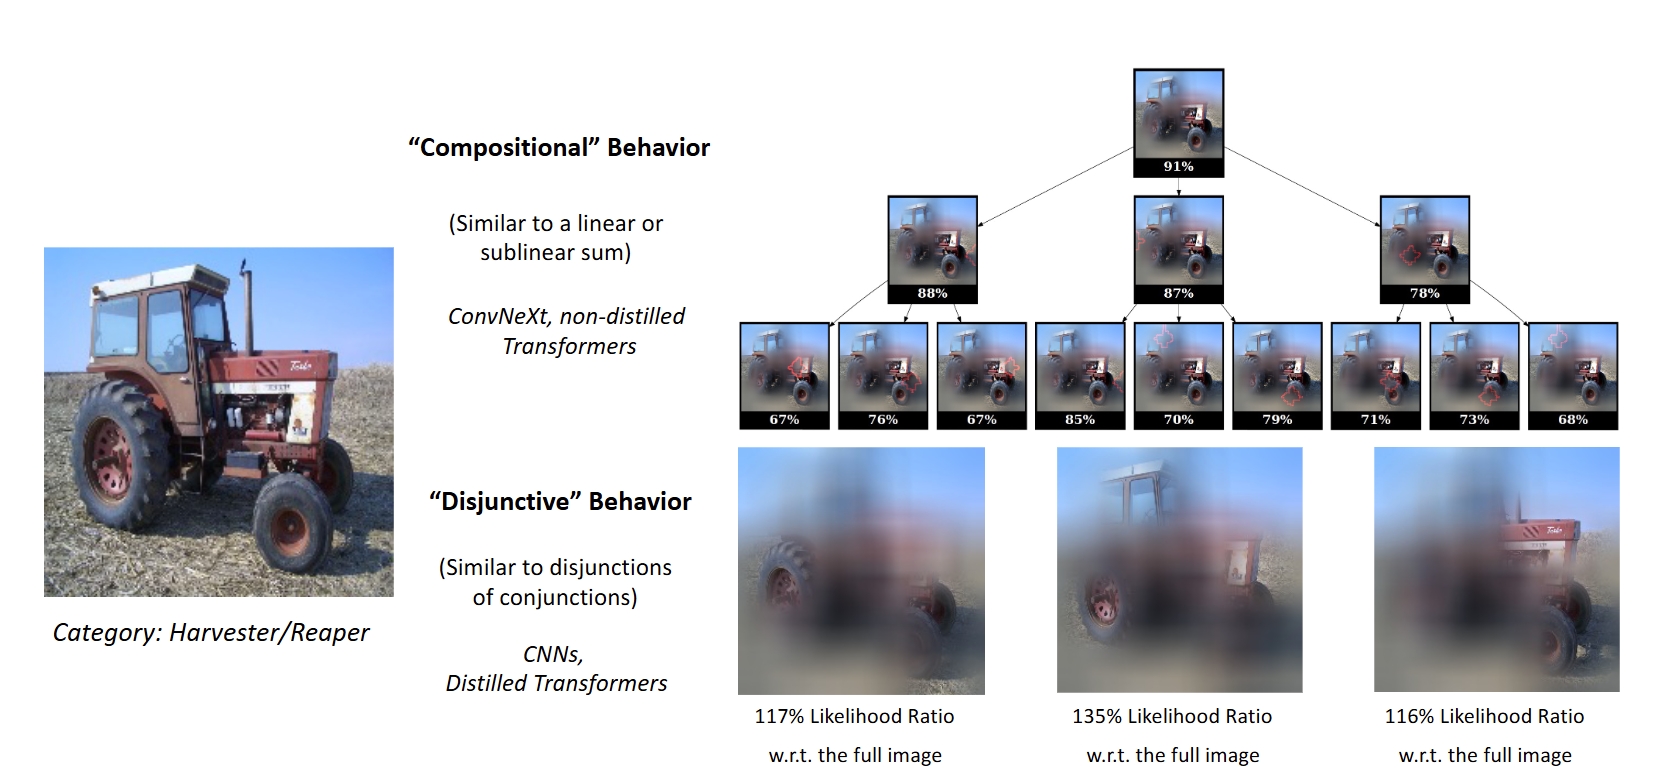 “Compositional” Behavior
(Similar to a linear or
sublinear sum)
ConvNeXt, non-distilled
Transformers
91%
88%
87%
78%
67%
76%
67%
85%
70%
79%
71%
73%
68%
Category: Harvester/Reaper
“Disjunctive” Behavior
(Similar to disjunctions
of conjunctions)
CNNs,
Distilled Transformers
117% Likelihood Ratio
w.r.t. the full image
135% Likelihood Ratio
w.r.t. the full image
116% Likelihood Ratio
w.r.t. the full image